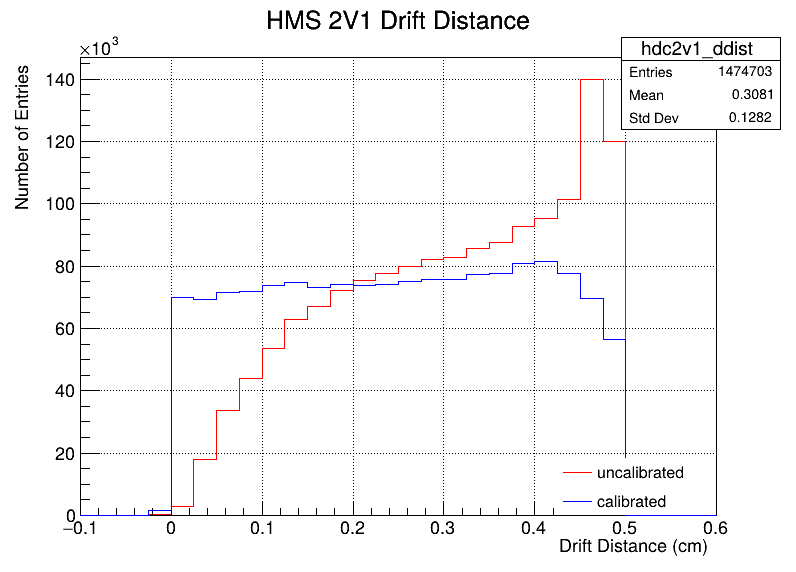 HMS 2V1 Drift Distance
×10³
hdc2v1_ddist
Entries 1474703
Mean 0.3081
Std Dev 0.1282
Number of Entries
140
120
100
80
60
40
20
0
uncalibrated
calibrated
−0.1 0 0.1 0.2 0.3 0.4 0.5 0.6
Drift Distance (cm)